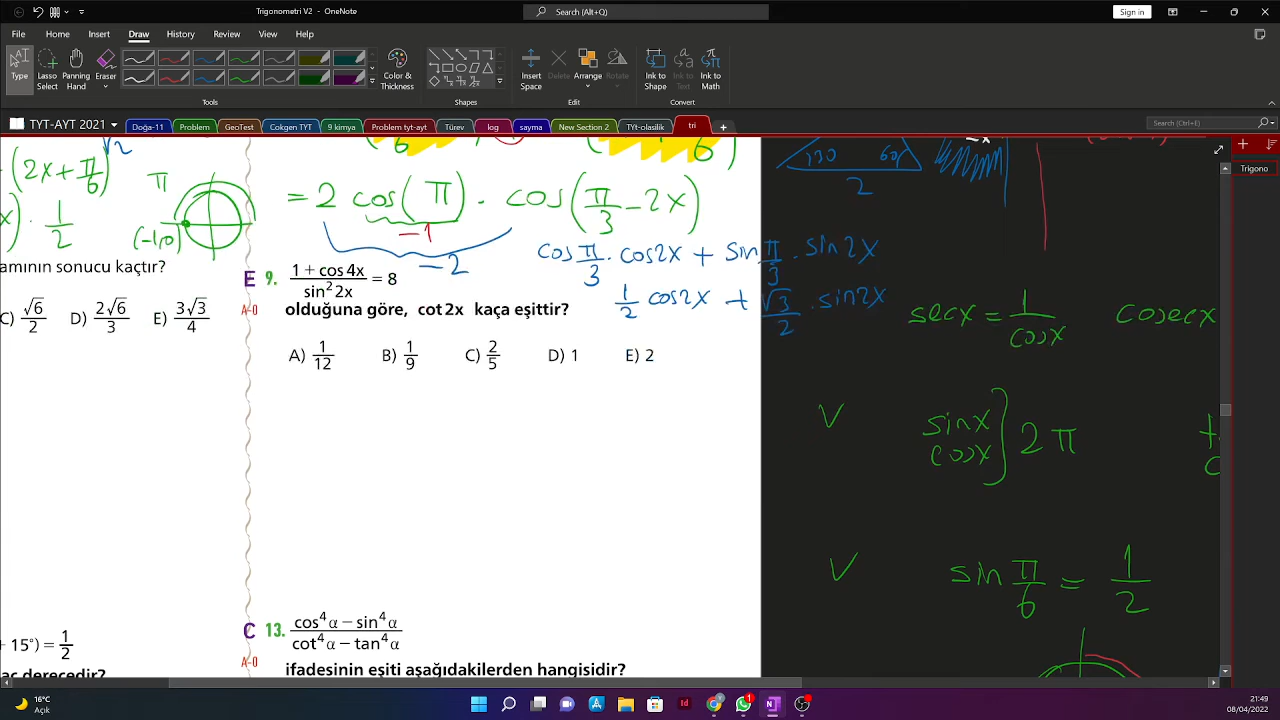 Trigonometri V2 - OneNote
Search (Alt+Q)
Sign in
File Home Insert Draw History Review View Help
Type
Lasso Select
Panning Hand
Eraser
Color & Thickness
Insert Space
Delete
Arrange
Rotate
Ink to Shape
Ink to Text
Ink to Math
Tools
Shapes
Edit
Convert
TYT-AYT 2021
Doğa-11 Problem GeoTest Cokgen TYT 9 kimya Problem tyt-ayt Türev log sayma New Section 2 TYt-olasilik tri
Search (Ctrl+E)
Trigono
(2x + π/6)
√2
π
x) · 1/2
(-1,0)
= 2 cos(π) · cos(π/3 - 2x)
-1
-2
cos π/3 · cos2x + sin π/3 · sin2x
1/2 cos2x + √3/2 · sin2x
amının sonucu kaçtır?
C) √6/2 D) 2√6/3 E) 3√3/4
E 9. (1 + cos 4x)/(sin² 2x) = 8
A-0 olduğuna göre, cot 2x kaça eşittir?
A) 1/12 B) 1/9 C) 2/5 D) 1 E) 2
+ 15°) = 1/2
aç derecedir?
C 13. (cos⁴α − sin⁴α)/(cot⁴α − tan⁴α)
A-0 ifadesinin eşiti aşağıdakilerden hangisidir?
130 60
2
secx = 1/cosx cosecx
V sinx
cosx } 2π
V sin π/6 = 1/2
16°C
Açık
21:49
08/04/2022